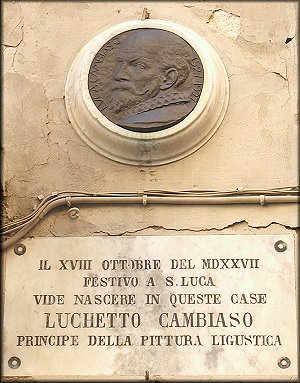 IL XVIII OTTOBRE DEL MDXXVII
FESTIVO A S. LUCA
VIDE NASCERE IN QUESTE CASE
LUCHETTO CAMBIASO
PRINCIPE DELLA PITTURA LIGUSTICA